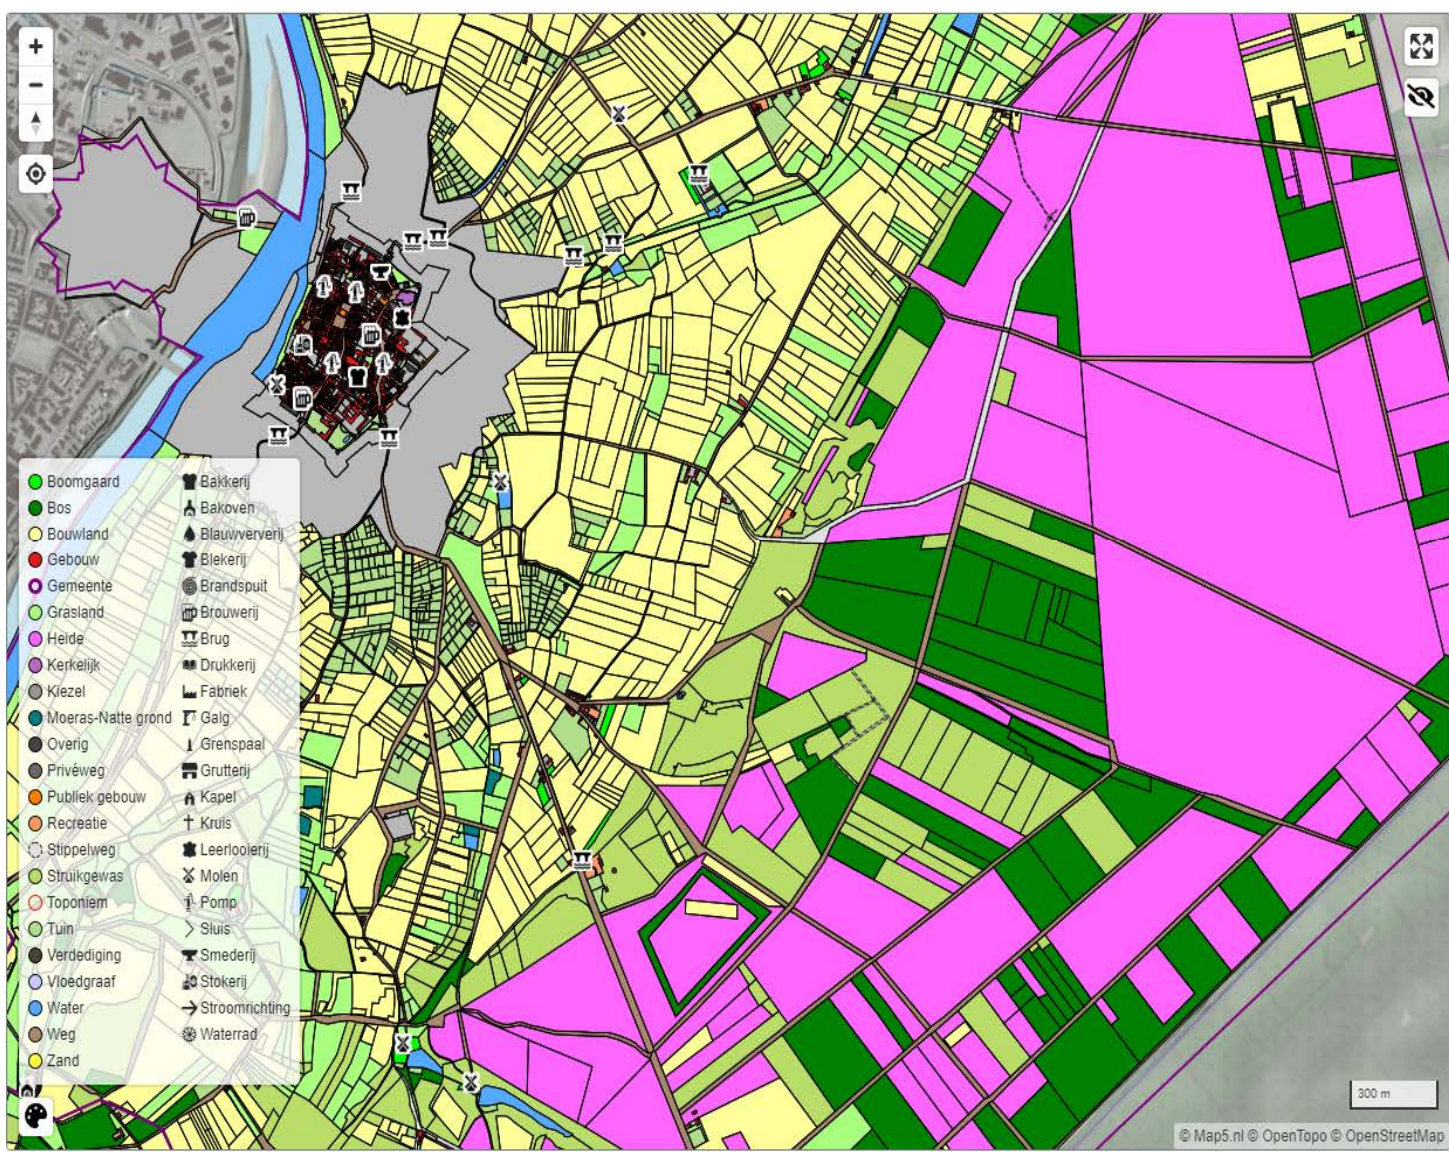 +
−
Boomgaard
Bos
Bouwland
Gebouw
Gemeente
Grasland
Heide
Kerkelijk
Kiezel
Moeras-Natte grond
Overig
Privéweg
Publiek gebouw
Recreatie
Stippelweg
Struikgewas
Toponiem
Tuin
Verdediging
Vloedgraaf
Water
Weg
Zand
Bakkerij
Bakoven
Blauwververij
Blekerij
Brandspuit
Brouwerij
Brug
Drukkerij
Fabriek
Galg
Grenspaal
Grutterij
Kapel
Kruis
Leerlooierij
Molen
Pomp
Sluis
Smederij
Stokerij
Stroomrichting
Waterrad
300 m
© Map5.nl © OpenTopo © OpenStreetMap